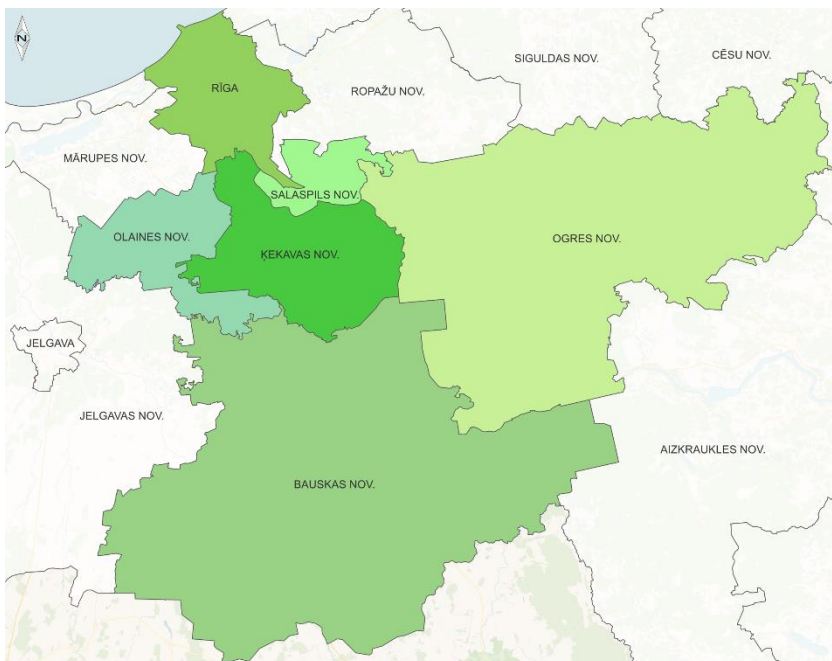 N
SIGULDAS NOV.
CĒSU NOV.
RĪGA
ROPAŽU NOV.
MĀRUPES NOV.
SALASPILS NOV.
OLAINES NOV.
OGRES NOV.
ĶEKAVAS NOV.
JELGAVA
JELGAVAS NOV.
AIZKRAUKLES NOV.
BAUSKAS NOV.